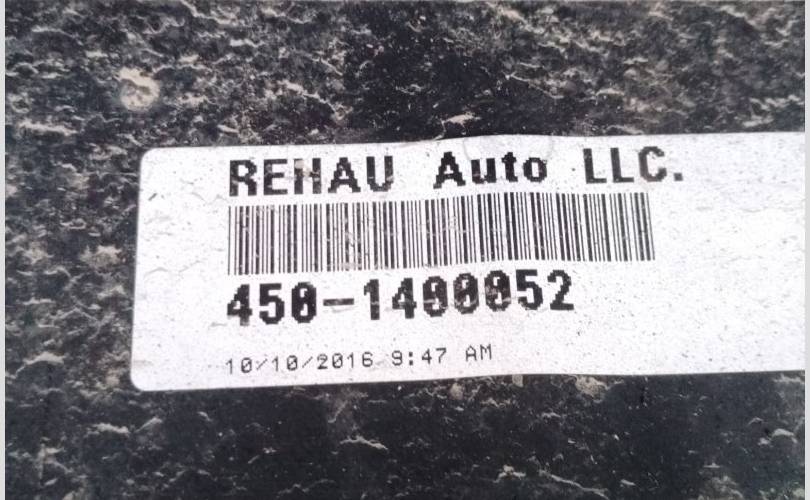 REHAU Auto LLC.
450-1400052
10/10/2016 9:47 AM